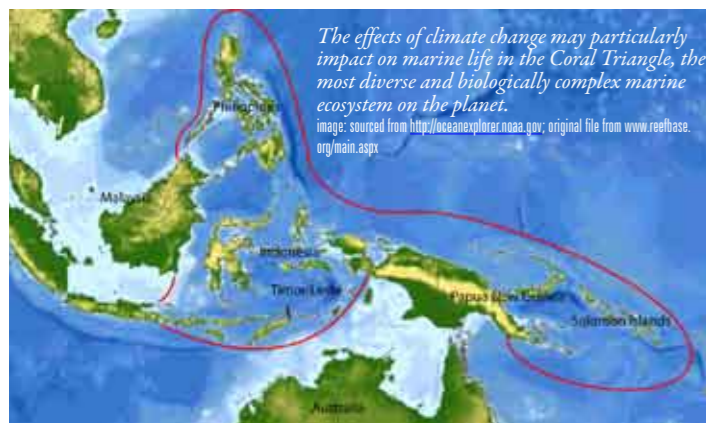 The effects of climate change may particularly
impact on marine life in the Coral Triangle, the
most diverse and biologically complex marine
ecosystem on the planet.
image: sourced from http://oceanexplorer.noaa.gov; original file from www.reefbase.
org/main.aspx
Philippines
Malaysia
Indonesia
Timor Leste
Papua New Guinea
Solomon Islands
Australia